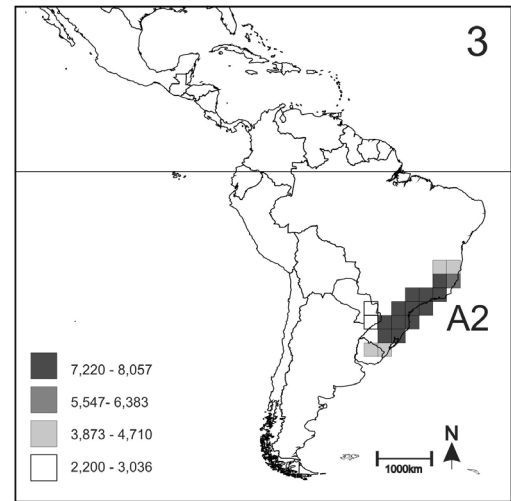 3
A2
7,220 - 8,057
5,547- 6,383
3,873 - 4,710
2,200 - 3,036
N
1000km